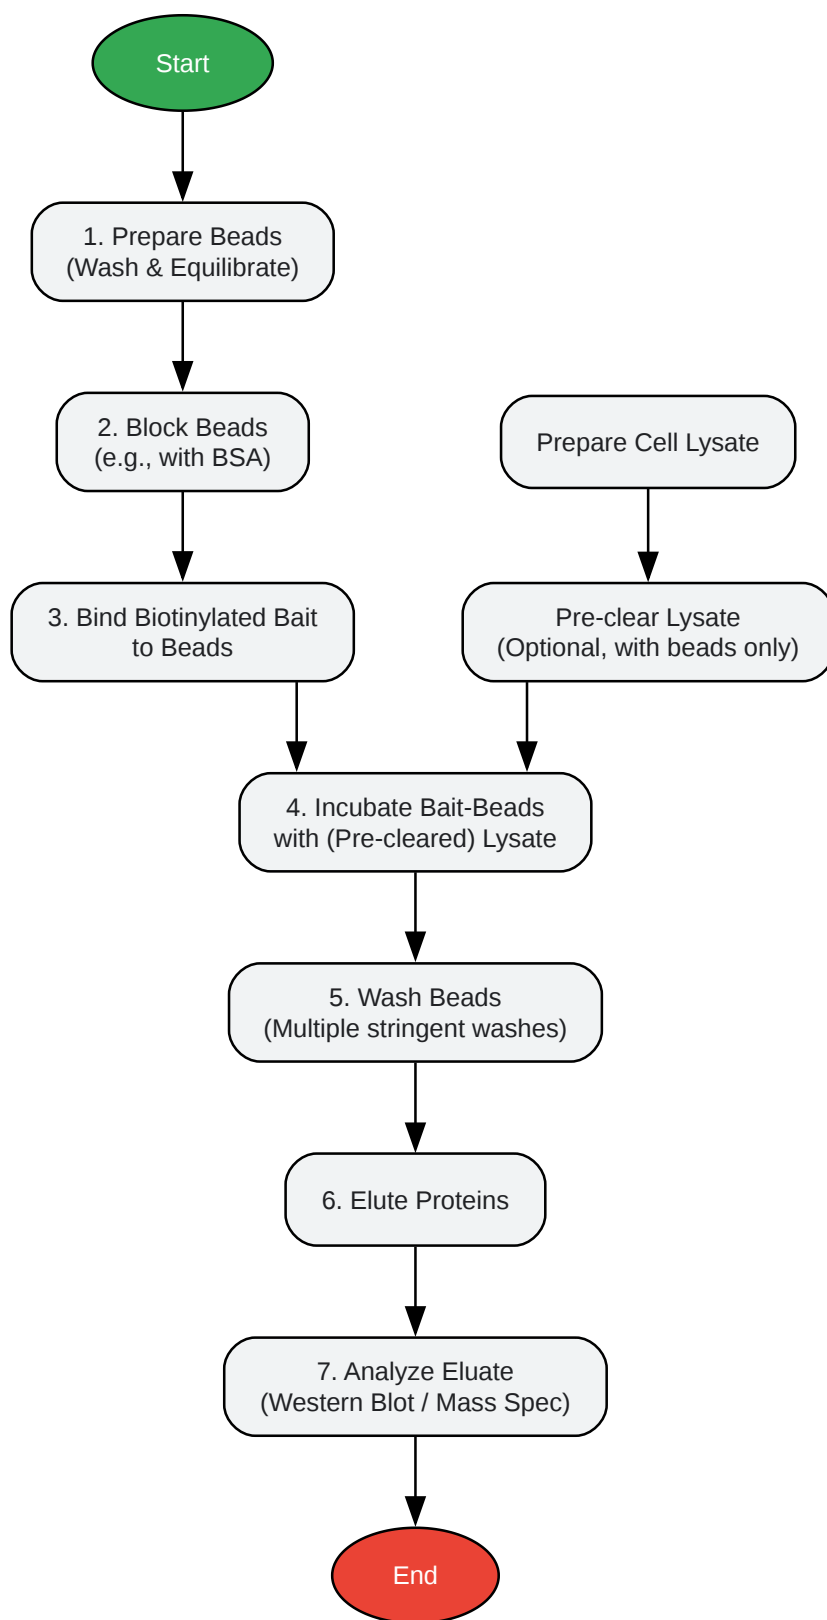 Start
1. Prepare Beads
(Wash & Equilibrate)
2. Block Beads
(e.g., with BSA)
Prepare Cell Lysate
3. Bind Biotinylated Bait
to Beads
Pre-clear Lysate
(Optional, with beads only)
4. Incubate Bait-Beads
with (Pre-cleared) Lysate
5. Wash Beads
(Multiple stringent washes)
6. Elute Proteins
7. Analyze Eluate
(Western Blot / Mass Spec)
End